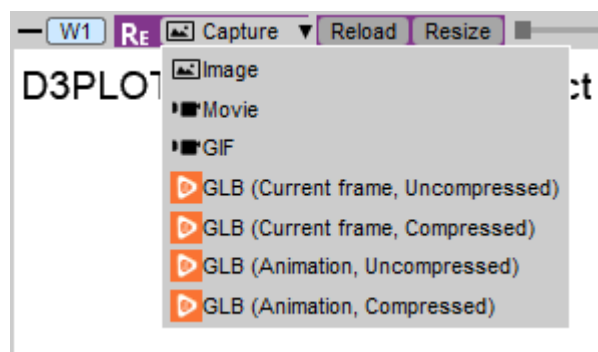 W1 RE Capture Reload Resize
D3PLOT ct
Image
Movie
GIF
GLB (Current frame, Uncompressed)
GLB (Current frame, Compressed)
GLB (Animation, Uncompressed)
GLB (Animation, Compressed)